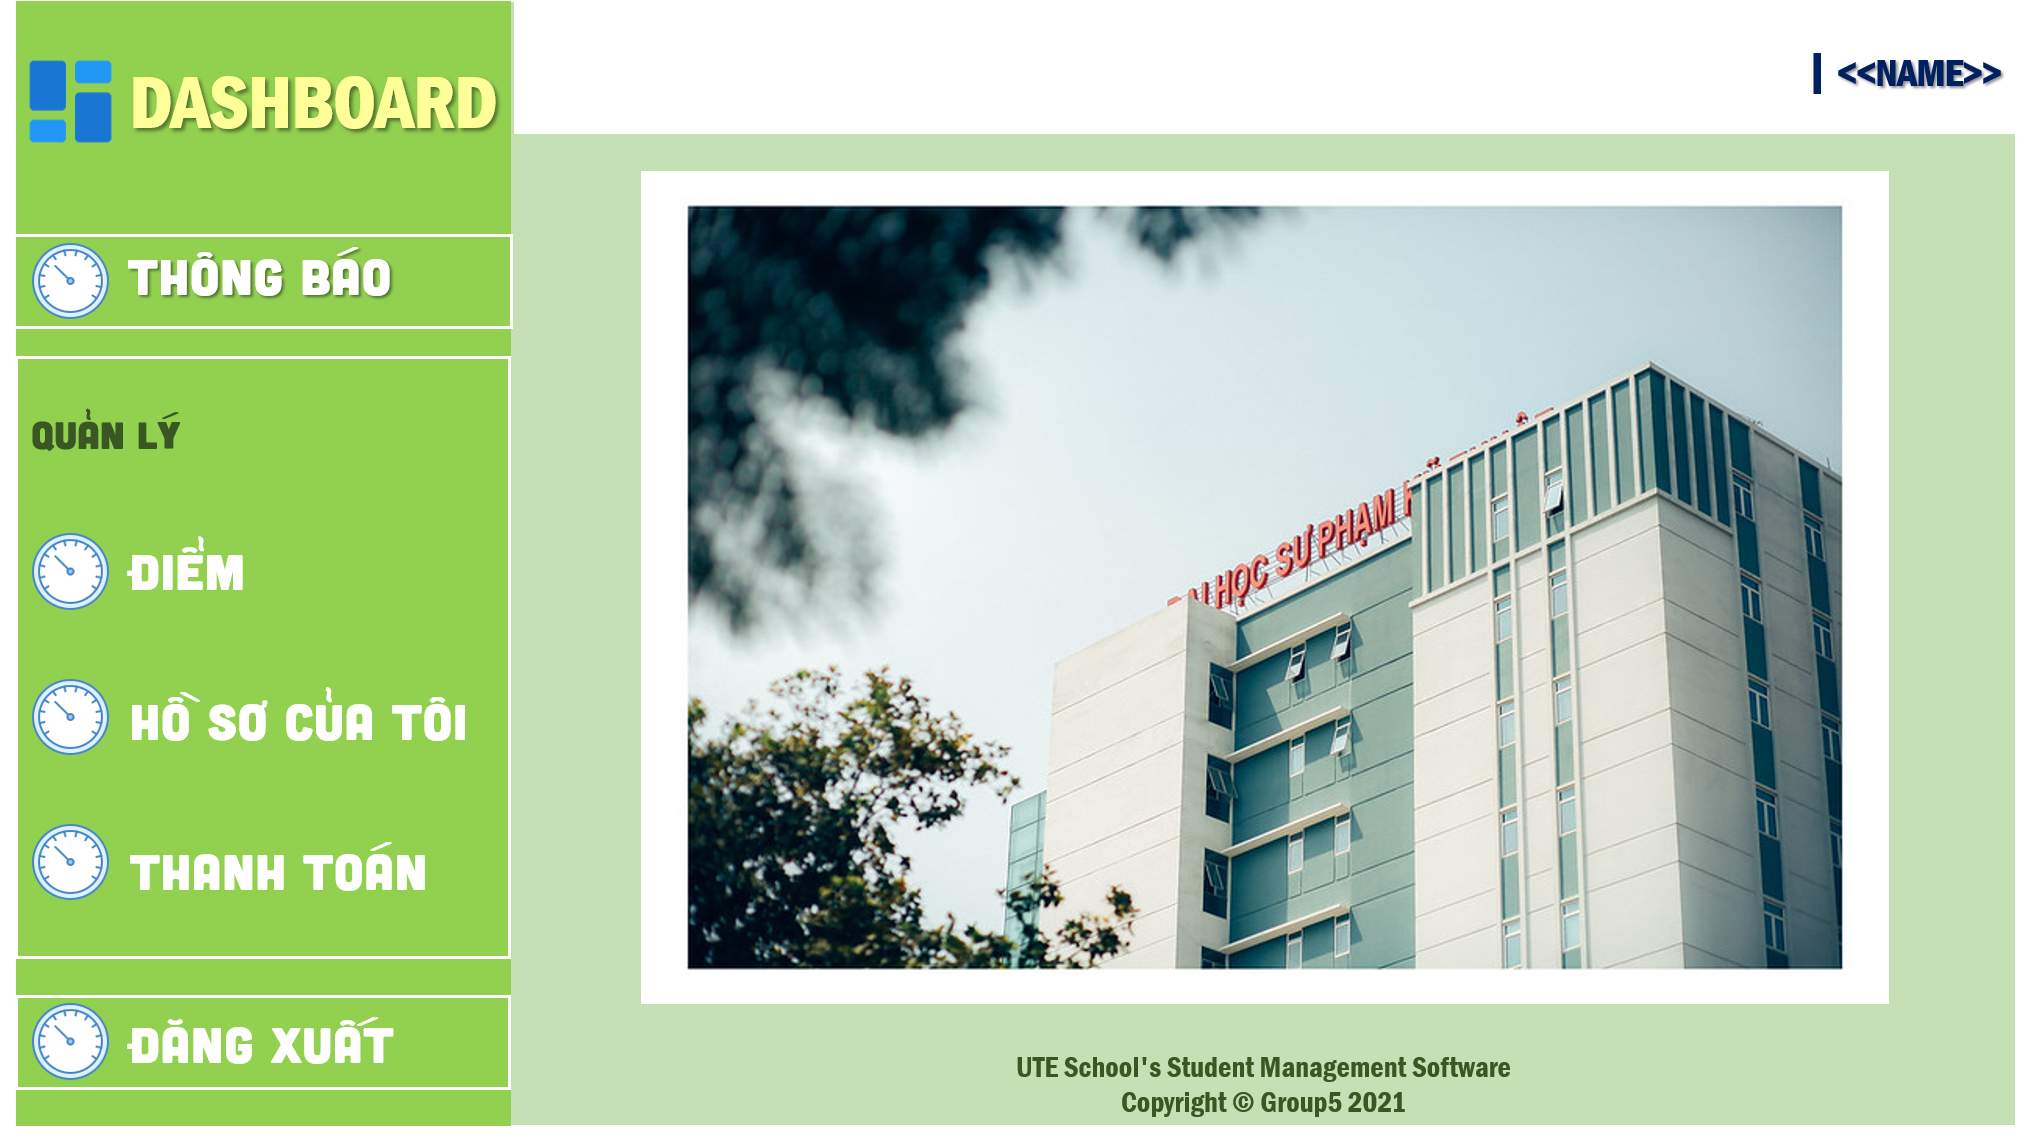 DASHBOARD
| <<NAME>>
THÔNG BÁO
QUẢN LÝ
ĐIỂM
HỒ SƠ CỦA TÔI
THANH TOÁN
ĐĂNG XUẤT
ĐẠI HỌC SƯ PHẠM
UTE School's Student Management Software
Copyright © Group5 2021